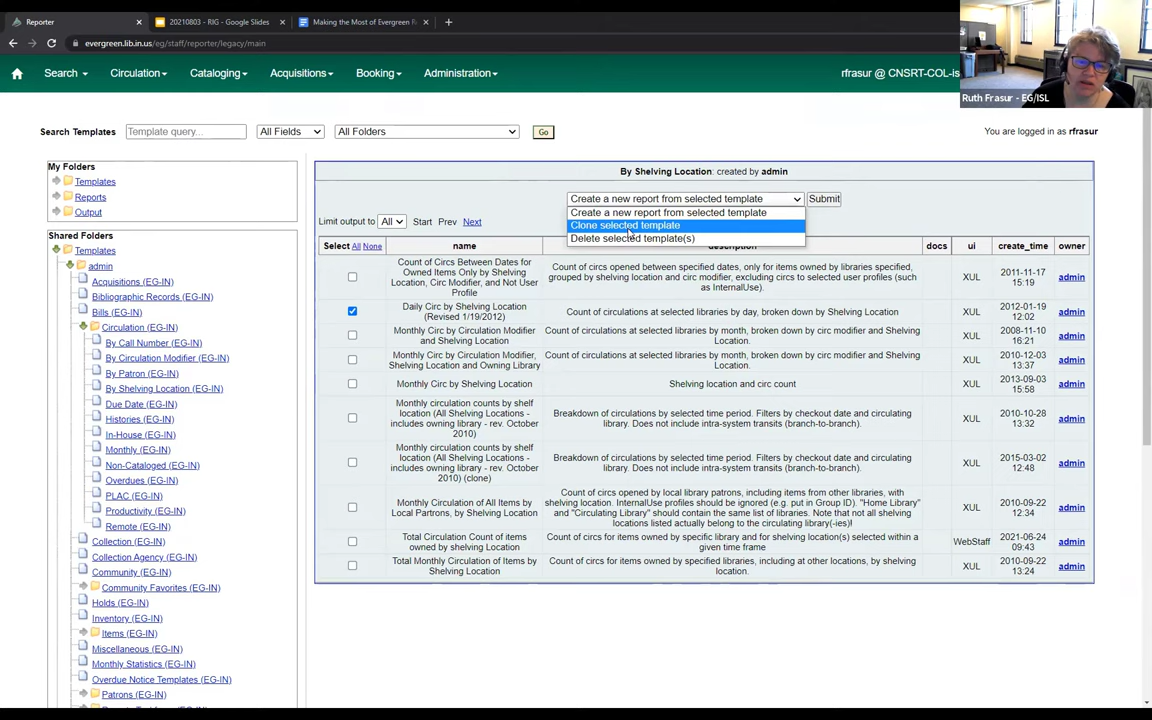 Reporter
20210803 - RIG - Google Slides
Making the Most of Evergreen R
evergreen.lib.in.us/eg/staff/reporter/legacy/main
Search
Circulation
Cataloging
Acquisitions
Booking
Administration
rfrasur @ CNSRT-COL-is
Ruth Frasur - EG/ISL
Search Templates
Template query...
All Fields
All Folders
Go
You are logged in as rfrasur
My Folders
Templates
Reports
Output
Shared Folders
Templates
admin
Acquisitions (EG-IN)
Bibliographic Records (EG-IN)
Bills (EG-IN)
Circulation (EG-IN)
By Call Number (EG-IN)
By Circulation Modifier (EG-IN)
By Patron (EG-IN)
By Shelving Location (EG-IN)
Due Date (EG-IN)
Histories (EG-IN)
In-House (EG-IN)
Monthly (EG-IN)
Non-Cataloged (EG-IN)
Overdues (EG-IN)
PLAC (EG-IN)
Productivity (EG-IN)
Remote (EG-IN)
Collection (EG-IN)
Collection Agency (EG-IN)
Community (EG-IN)
Community Favorites (EG-IN)
Holds (EG-IN)
Inventory (EG-IN)
Items (EG-IN)
Miscellaneous (EG-IN)
Monthly Statistics (EG-IN)
Overdue Notice Templates (EG-IN)
Patrons (EG-IN)
By Shelving Location: created by admin
Create a new report from selected template
Submit
Create a new report from selected template
Clone selected template
Delete selected template(s)
Limit output to All Start Prev Next
Select All None name description docs ui create_time owner
Count of Circs Between Dates for
Owned Items Only by Shelving
Location, Circ Modifier, and Not User
Profile
Count of circs opened between specified dates, only for items owned by libraries specified,
grouped by shelving location and circ modifier, excluding circs to selected user profiles (such
as InternalUse).
XUL
2011-11-17
15:19
admin
Daily Circ by Shelving Location
(Revised 1/19/2012)
Count of circulations at selected libraries by day, broken down by Shelving Location
XUL
2012-01-19
12:02
admin
Monthly Circ by Circulation Modifier
and Shelving Location
Count of circulations at selected libraries by month, broken down by circ modifier and Shelving
Location.
XUL
2008-11-10
16:21
admin
Monthly Circ by Circulation Modifier,
Shelving Location and Owning Library
Count of circulations at selected libraries by month, broken down by circ modifier and Shelving
Location.
XUL
2010-12-03
13:37
admin
Monthly Circ by Shelving Location
Shelving location and circ count
XUL
2013-09-03
15:58
admin
Monthly circulation counts by shelf
location (All Shelving Locations -
includes owning library - rev. October
2010)
Breakdown of circulations by selected time period. Filters by checkout date and circulating
library. Does not include intra-system transits (branch-to-branch).
XUL
2010-10-28
13:32
admin
Monthly circulation counts by shelf
location (All Shelving Locations -
includes owning library - rev. October
2010) (clone)
Breakdown of circulations by selected time period. Filters by checkout date and circulating
library. Does not include intra-system transits (branch-to-branch).
XUL
2015-03-02
12:48
admin
Monthly Circulation of All Items by
Local Partrons, by Shelving Location
Count of circs opened by local library patrons, including items from other libraries, with
shelving location. InternalUse profiles should be ignored (e.g. put in Group ID). "Home Library"
and "Circulating Library" should contain the same list of libraries. Note that not all shelving
locations listed actually belong to the circulating library(-ies)!
XUL
2010-09-22
12:34
admin
Total Circulation Count of items
owned by shelving Location
Count of circs for items owned by specific library and for shelving location(s) selected within a
given time frame
WebStaff
2021-06-24
09:43
admin
Total Monthly Circulation of Items by
Shelving Location
Count of circs for items owned by specified libraries, including at other locations, by shelving
location.
XUL
2010-09-22
13:24
admin